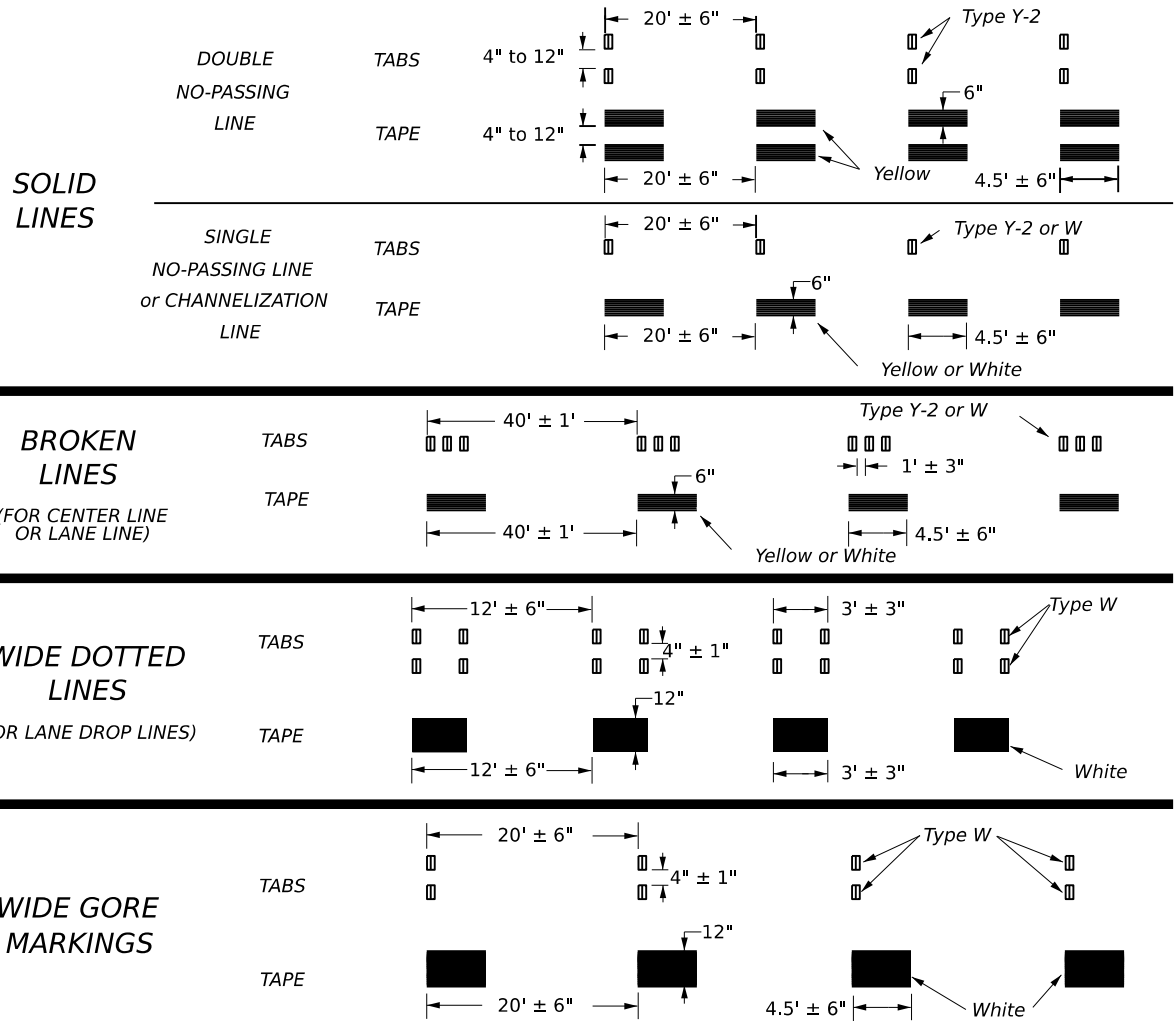 SOLID
LINES
DOUBLE
NO-PASSING
LINE
TABS
20' ± 6"
Type Y-2
4" to 12"
TAPE
4" to 12"
6"
Yellow
20' ± 6"
4.5' ± 6"
SINGLE
NO-PASSING LINE
or CHANNELIZATION
LINE
TABS
20' ± 6"
Type Y-2 or W
TAPE
6"
20' ± 6"
4.5' ± 6"
Yellow or White
BROKEN
LINES
(FOR CENTER LINE
OR LANE LINE)
TABS
40' ± 1'
Type Y-2 or W
1' ± 3"
TAPE
6"
40' ± 1'
4.5' ± 6"
Yellow or White
WIDE DOTTED
LINES
OR LANE DROP LINES)
TABS
12' ± 6"
3' ± 3"
Type W
4" ± 1"
TAPE
12"
12' ± 6"
3' ± 3"
White
WIDE GORE
MARKINGS
TABS
20' ± 6"
Type W
4" ± 1"
TAPE
12"
20' ± 6"
4.5' ± 6"
White